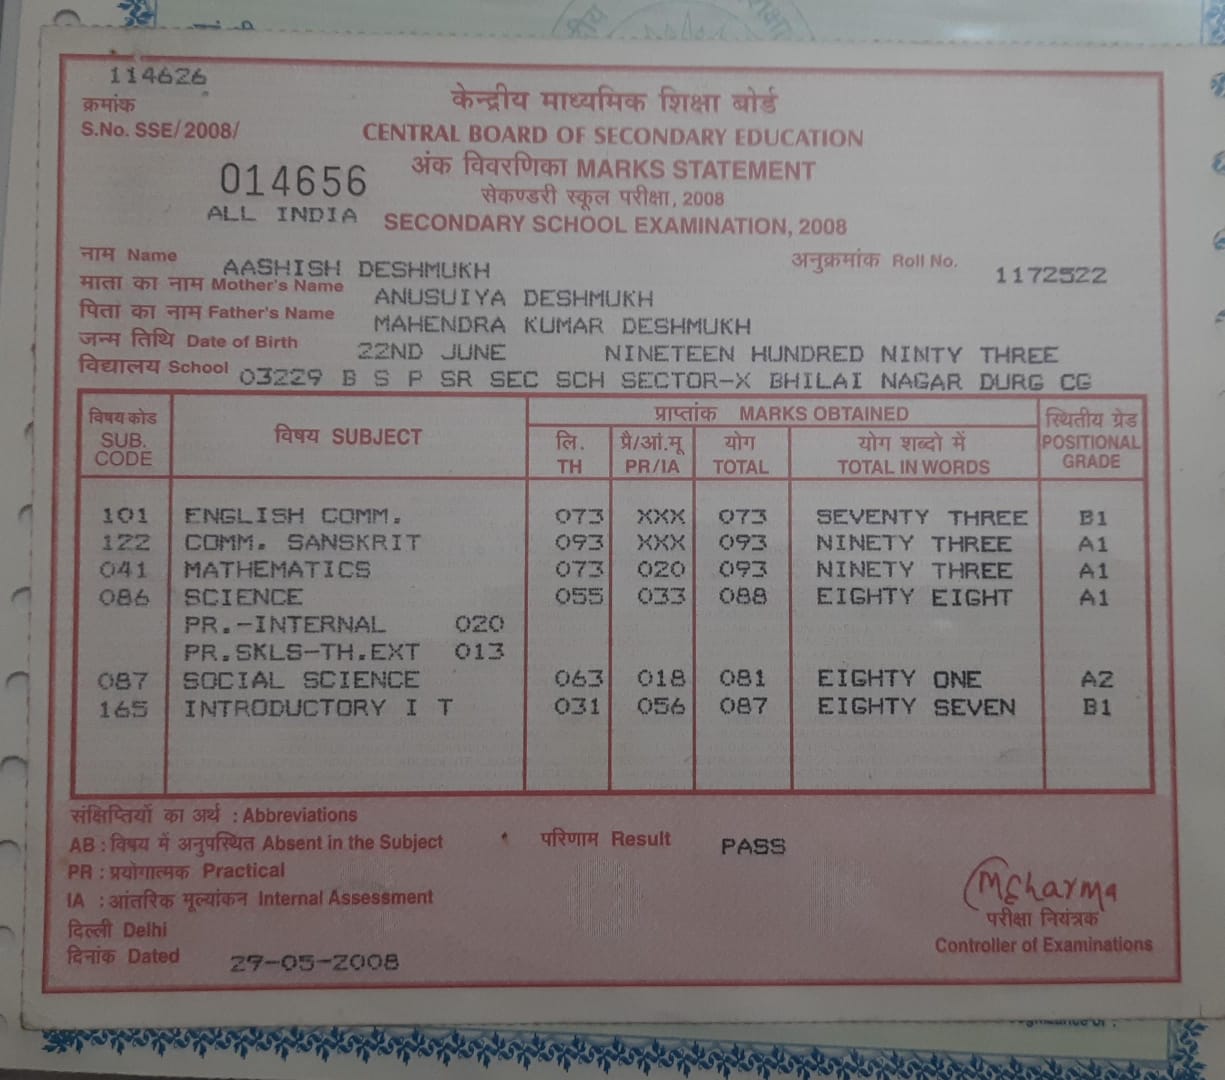 114626
क्रमांक
S.No. SSE/2008/
014656
ALL INDIA
केन्द्रीय माध्यमिक शिक्षा बोर्ड
CENTRAL BOARD OF SECONDARY EDUCATION
अंक विवरणिका MARKS STATEMENT
सेकण्डरी स्कूल परीक्षा, 2008
SECONDARY SCHOOL EXAMINATION, 2008
नाम Name AASHISH DESHMUKH अनुक्रमांक Roll No. 1172522
माता का नाम Mother's Name ANUSUIYA DESHMUKH
पिता का नाम Father's Name MAHENDRA KUMAR DESHMUKH
जन्म तिथि Date of Birth 22ND JUNE NINETEEN HUNDRED NINTY THREE
विद्यालय School 03229 B S P SR SEC SCH SECTOR-X BHILAI NAGAR DURG CG
विषय कोड SUB. CODE विषय SUBJECT प्राप्तांक MARKS OBTAINED स्थितीय ग्रेड POSITIONAL GRADE
लि. TH प्रै/आं.मू PR/IA योग TOTAL योग शब्दो में TOTAL IN WORDS
101 ENGLISH COMM. 073 XXX 073 SEVENTY THREE B1
122 COMM. SANSKRIT 093 XXX 093 NINETY THREE A1
041 MATHEMATICS 073 020 093 NINETY THREE A1
086 SCIENCE 055 033 088 EIGHTY EIGHT A1
PR.-INTERNAL 020
PR.SKLS-TH.EXT 013
087 SOCIAL SCIENCE 063 018 081 EIGHTY ONE A2
165 INTRODUCTORY I T 031 056 087 EIGHTY SEVEN B1
संक्षिप्तियों का अर्थ : Abbreviations
AB : विषय में अनुपस्थित Absent in the Subject परिणाम Result PASS
PR : प्रयोगात्मक Practical
IA : आंतरिक मूल्यांकन Internal Assessment
MCharma
परीक्षा नियंत्रक
दिल्ली Delhi
Controller of Examinations
दिनांक Dated 29-05-2008